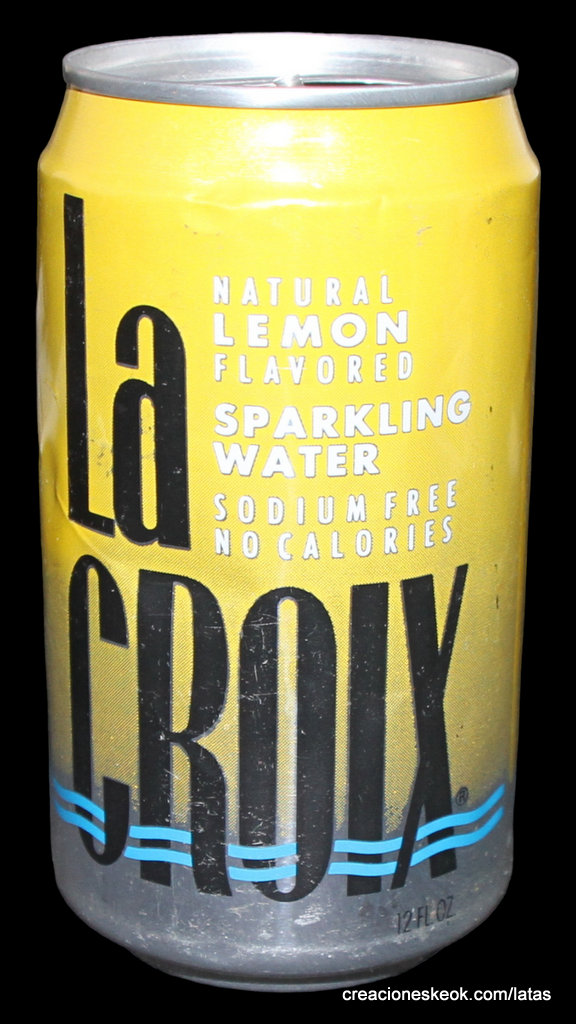 La
NATURAL
LEMON
FLAVORED
SPARKLING
WATER
SODIUM FREE
NO CALORIES
CROIX®
12 FL OZ
creacioneskeok.com/latas